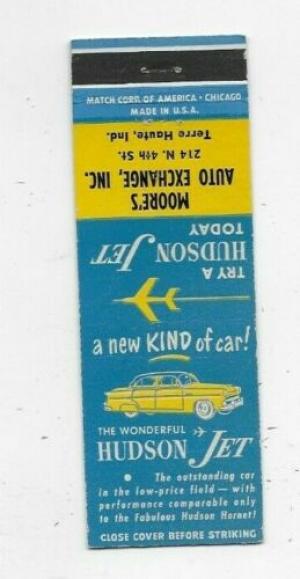 MATCH CORP. OF AMERICA • CHICAGO
MADE IN U.S.A.
MOORE'S
AUTO EXCHANGE, INC.
214 N. 4th St.
Terre Haute, Ind.
TRY A
HUDSON JET
TODAY
a new KIND of car!
THE WONDERFUL
HUDSON JET
• The outstanding car
in the low-price field — with
performance comparable only
to the Fabulous Hudson Hornet!
CLOSE COVER BEFORE STRIKING